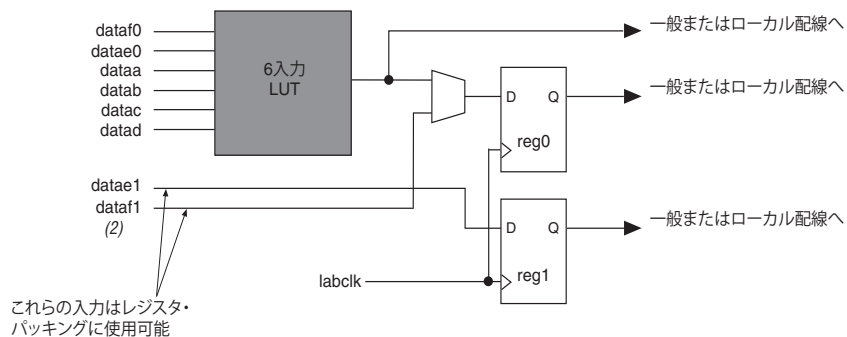 dataf0
datae0
dataa
datab
datac
datad
6入力
LUT
一般またはローカル配線へ
D
Q
reg0
一般またはローカル配線へ
datae1
dataf1
(2)
D
Q
reg1
一般またはローカル配線へ
labclk
これらの入力はレジスタ・
パッキングに使用可能